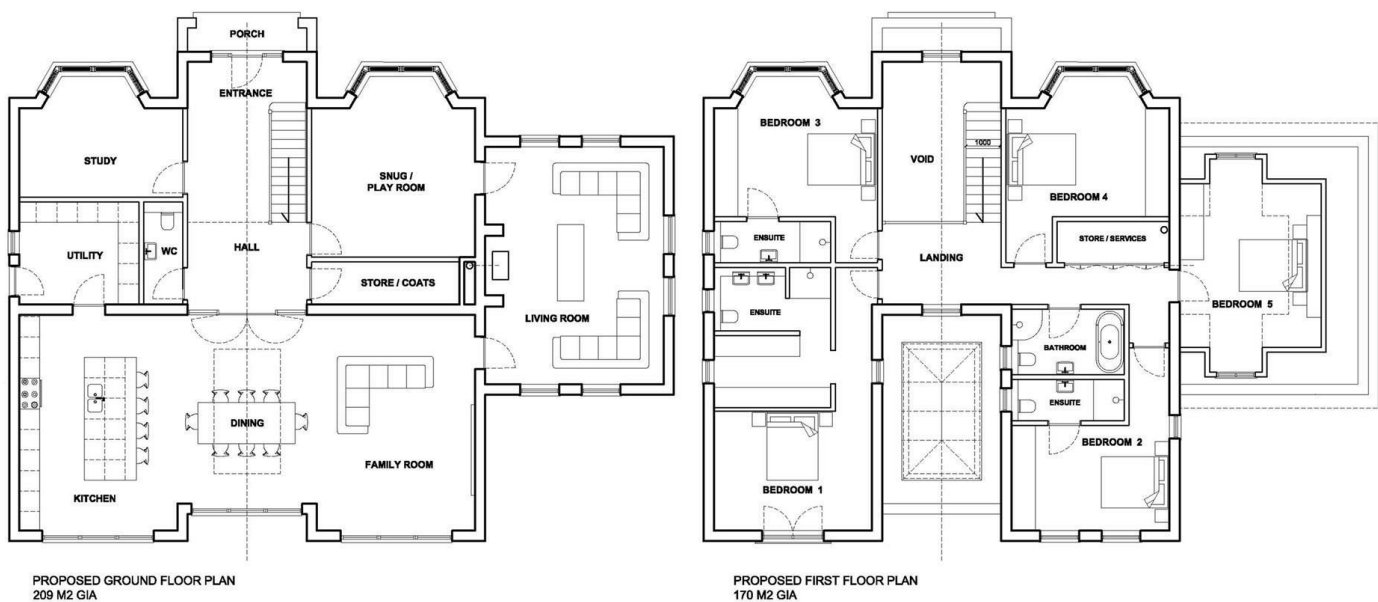 PORCH
ENTRANCE
STUDY
SNUG /
PLAY ROOM
UTILITY
WC
HALL
STORE / COATS
LIVING ROOM
DINING
FAMILY ROOM
KITCHEN
PROPOSED GROUND FLOOR PLAN
209 M2 GIA
BEDROOM 3
VOID
1000
BEDROOM 4
ENSUITE
STORE / SERVICES
LANDING
ENSUITE
BEDROOM 5
BATHROOM
ENSUITE
BEDROOM 2
BEDROOM 1
PROPOSED FIRST FLOOR PLAN
170 M2 GIA